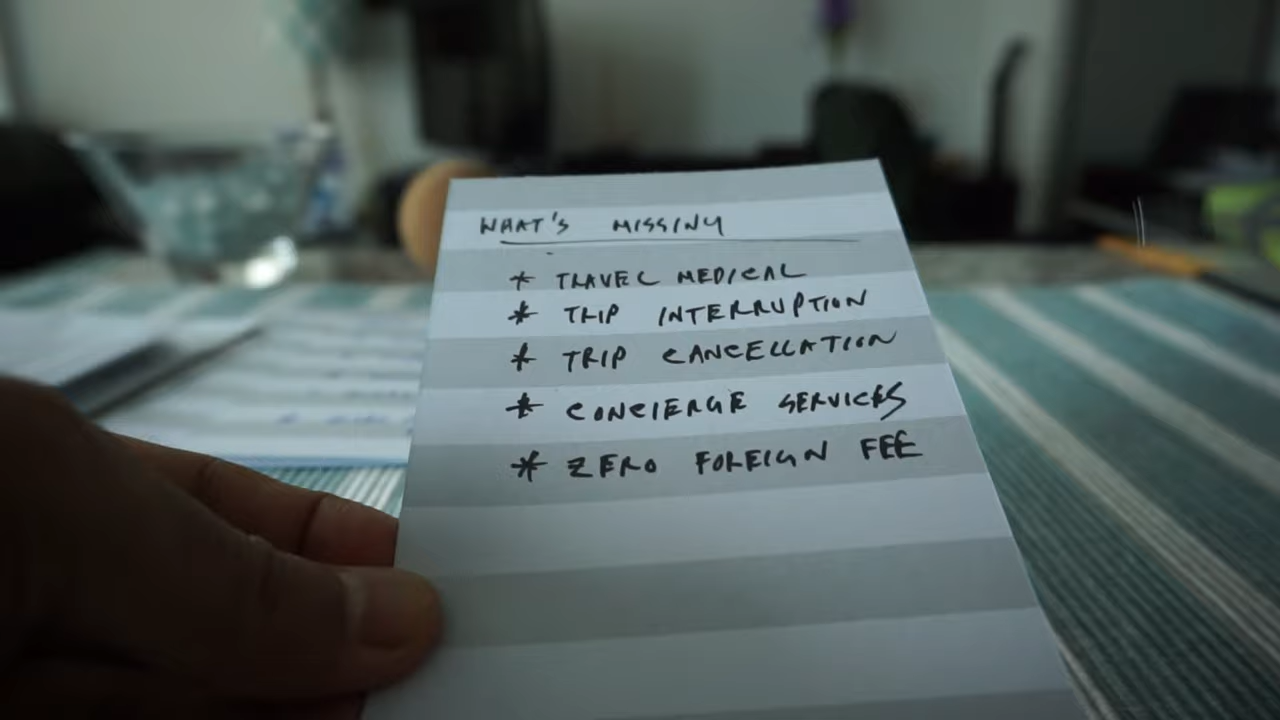 WHAT'S MISSING
* TRAVEL MEDICAL
* TRIP INTERRUPTION
* TRIP CANCELLATION
* CONCIERGE SERVICES
* ZERO FOREIGN FEE